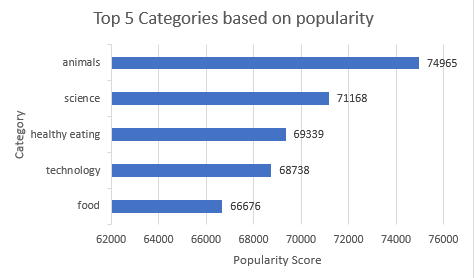 Top 5 Categories based on popularity
Category
animals 74965
science 71168
healthy eating 69339
technology 68738
food 66676
62000 64000 66000 68000 70000 72000 74000 76000
Popularity Score